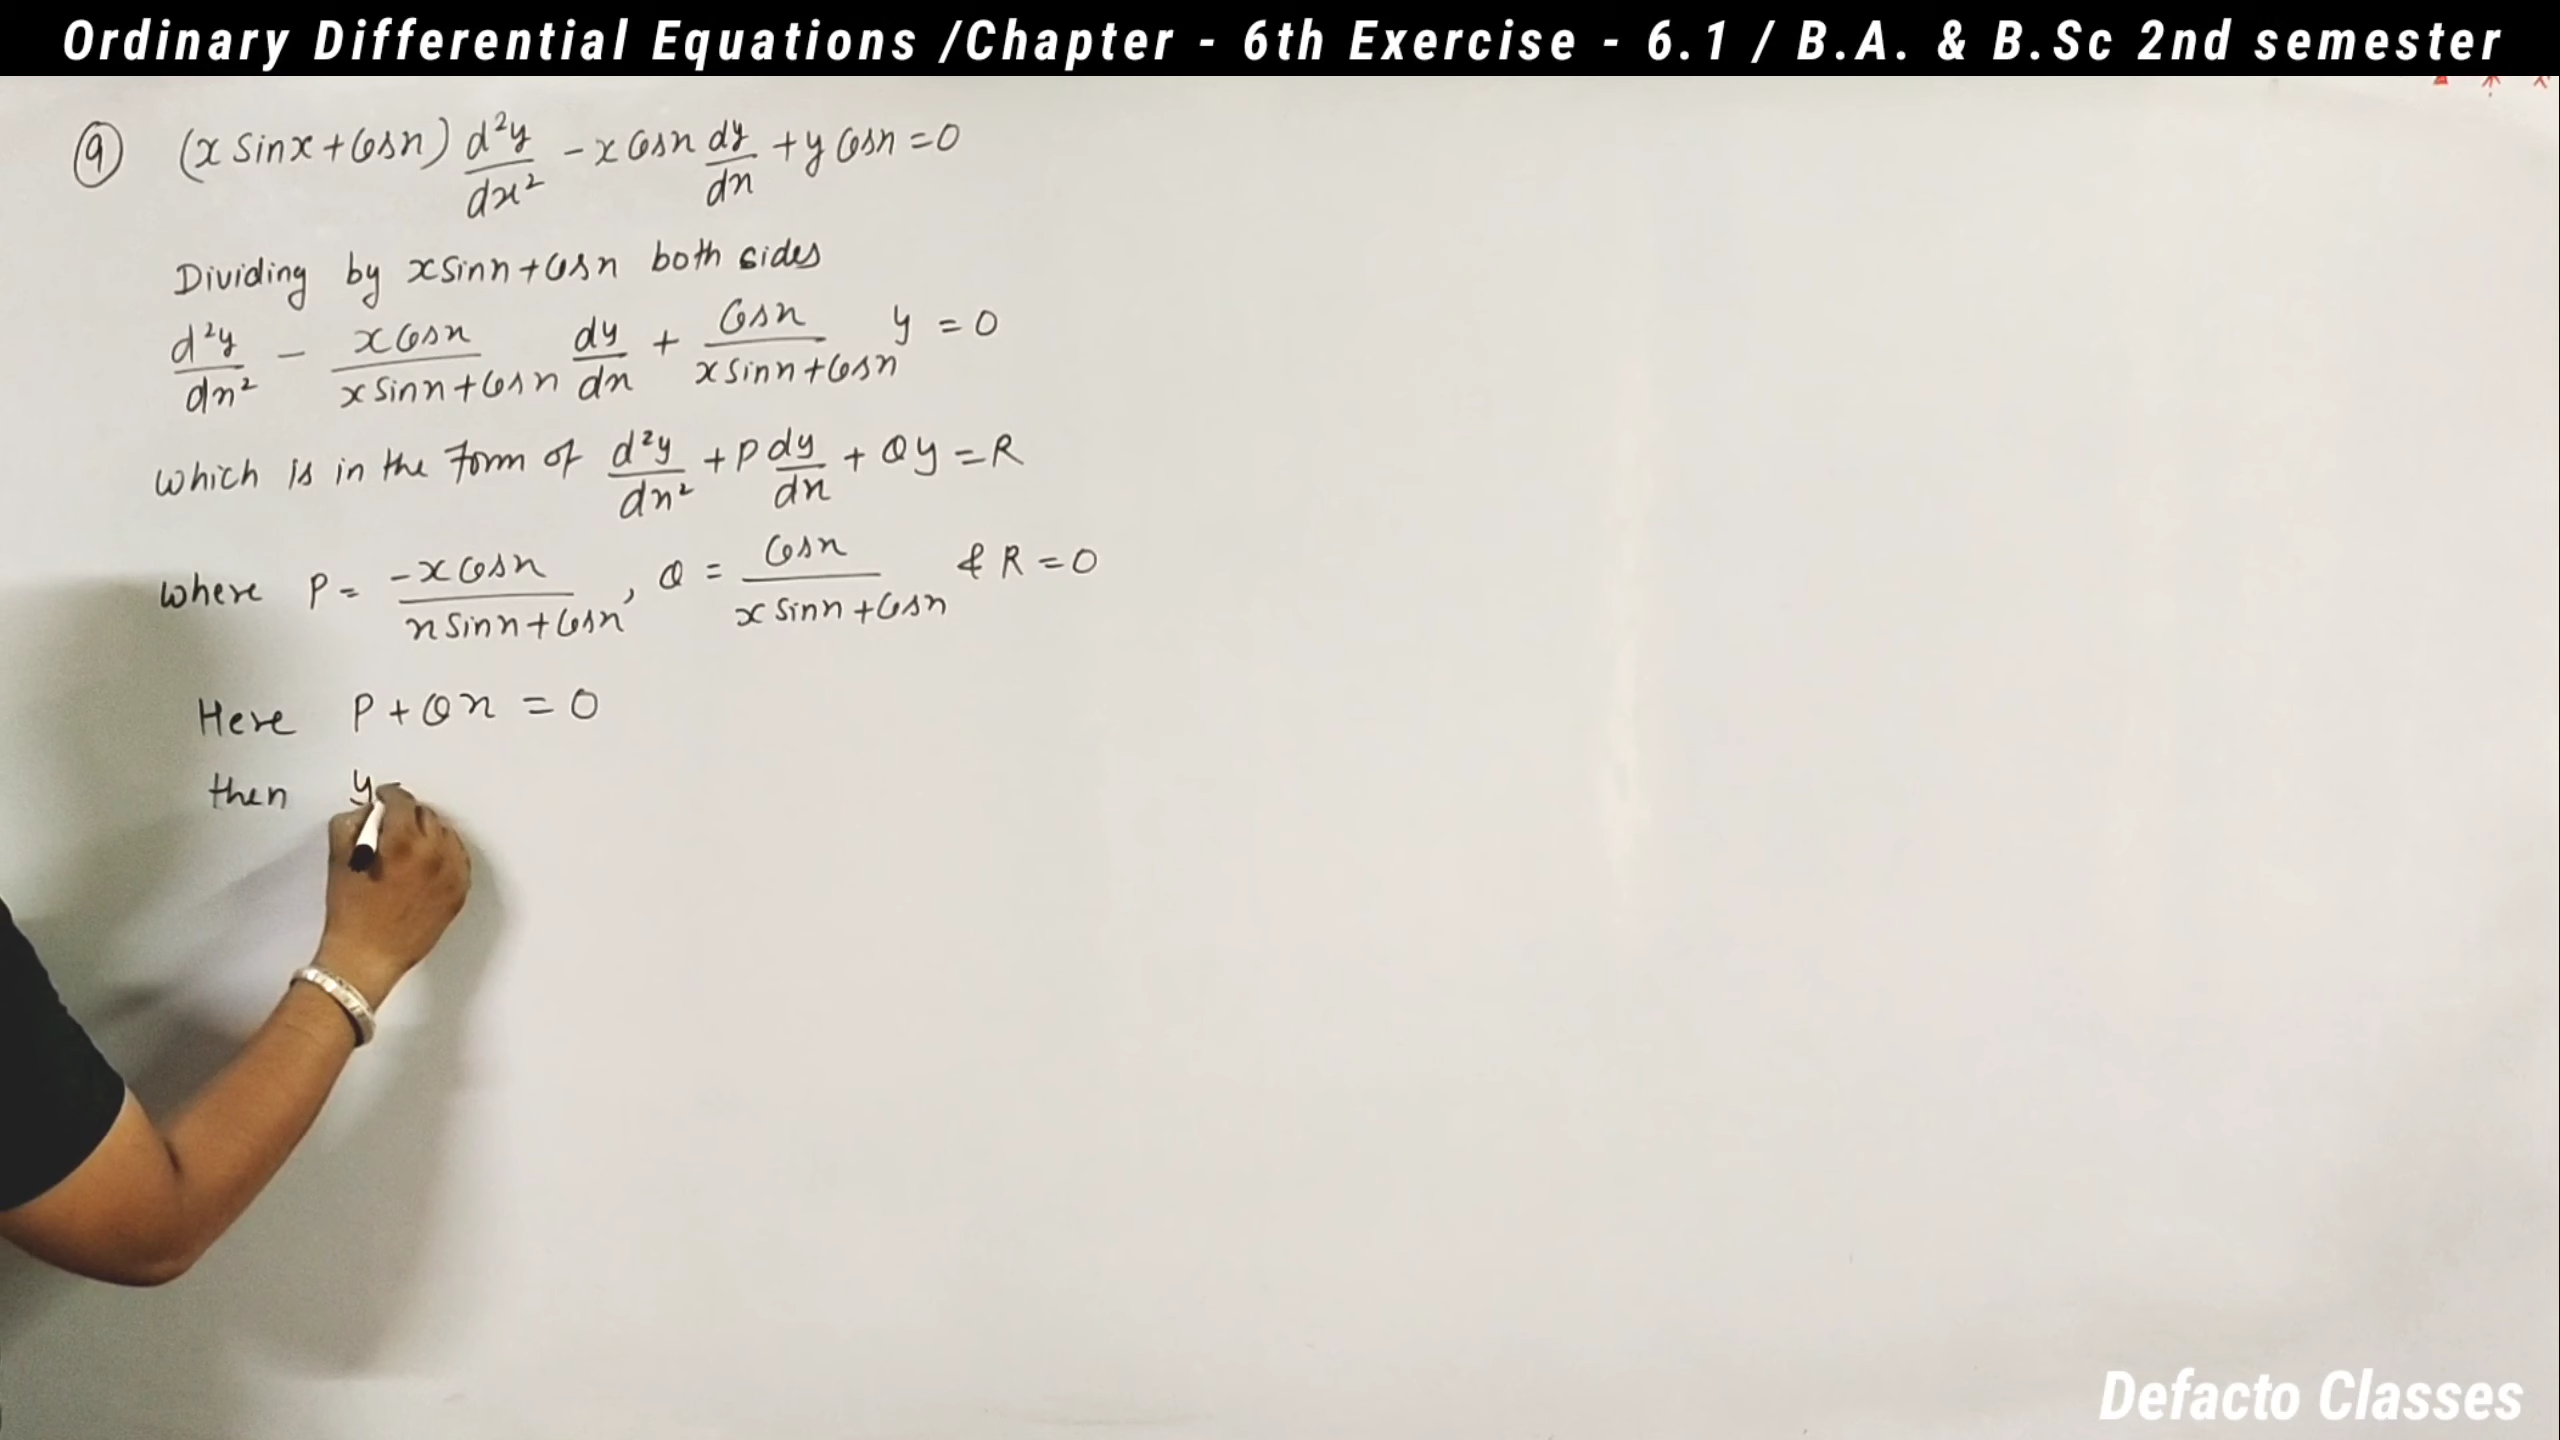 Ordinary Differential Equations /Chapter - 6th Exercise - 6.1 / B.A. & B.Sc 2nd semester
⑨ (x sinx + cosx) d²y/dx² - x cosx dy/dx + y cosx = 0
Dividing by x sinx + cosx both sides
d²y/dx² - x cosx/(x sinx + cosx) dy/dx + cosx/(x sinx + cosx) y = 0
which is in the form of d²y/dx² + P dy/dx + Qy = R
where P = -x cosx/(x sinx + cosx), Q = cosx/(x sinx + cosx) & R = 0
Here P + Qx = 0
then y
Defacto Classes